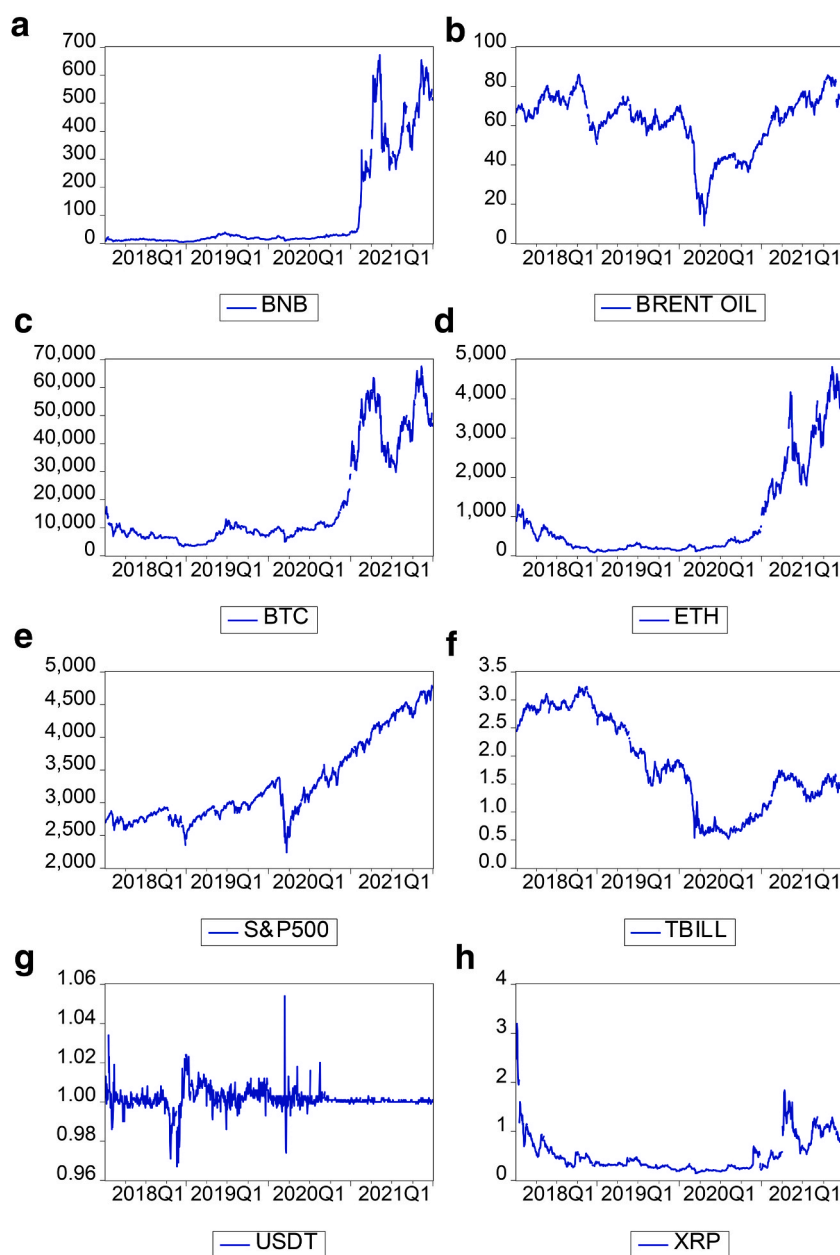 a
700
600
500
400
300
200
100
0
2018Q1 2019Q1 2020Q1 2021Q1
BNB
b
100
80
60
40
20
0
2018Q1 2019Q1 2020Q1 2021Q1
BRENT OIL
c
70,000
60,000
50,000
40,000
30,000
20,000
10,000
0
2018Q1 2019Q1 2020Q1 2021Q1
BTC
d
5,000
4,000
3,000
2,000
1,000
0
2018Q1 2019Q1 2020Q1 2021Q1
ETH
e
5,000
4,500
4,000
3,500
3,000
2,500
2,000
2018Q1 2019Q1 2020Q1 2021Q1
S&P500
f
3.5
3.0
2.5
2.0
1.5
1.0
0.5
0.0
2018Q1 2019Q1 2020Q1 2021Q1
TBILL
g
1.06
1.04
1.02
1.00
0.98
0.96
2018Q1 2019Q1 2020Q1 2021Q1
USDT
h
4
3
2
1
0
2018Q1 2019Q1 2020Q1 2021Q1
XRP